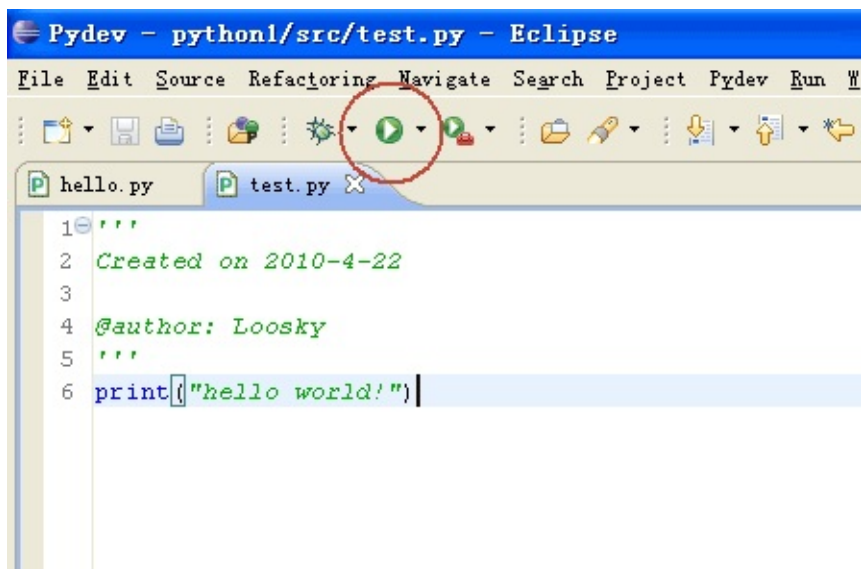 Pydev - python1/src/test.py - Eclipse
File Edit Source Refactoring Navigate Search Project Pydev Run W
hello.py test.py
1 '''
2 Created on 2010-4-22
3
4 @author: Loosky
5 '''
6 print("hello world!")